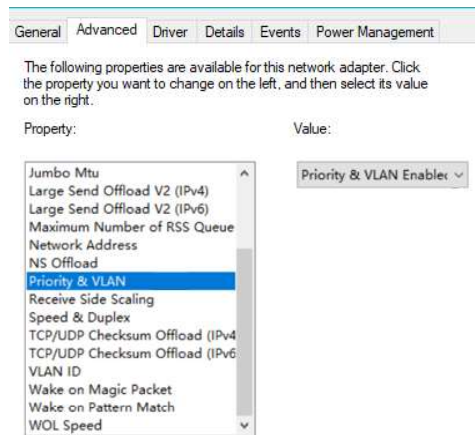 General Advanced Driver Details Events Power Management
The following properties are available for this network adapter. Click
the property you want to change on the left, and then select its value
on the right.
Property:
Value:
Jumbo Mtu
Large Send Offload V2 (IPv4)
Large Send Offload V2 (IPv6)
Maximum Number of RSS Queue
Network Address
NS Offload
Priority & VLAN
Receive Side Scaling
Speed & Duplex
TCP/UDP Checksum Offload (IPv4
TCP/UDP Checksum Offload (IPv6
VLAN ID
Wake on Magic Packet
Wake on Pattern Match
WOL Speed
Priority & VLAN Enablec